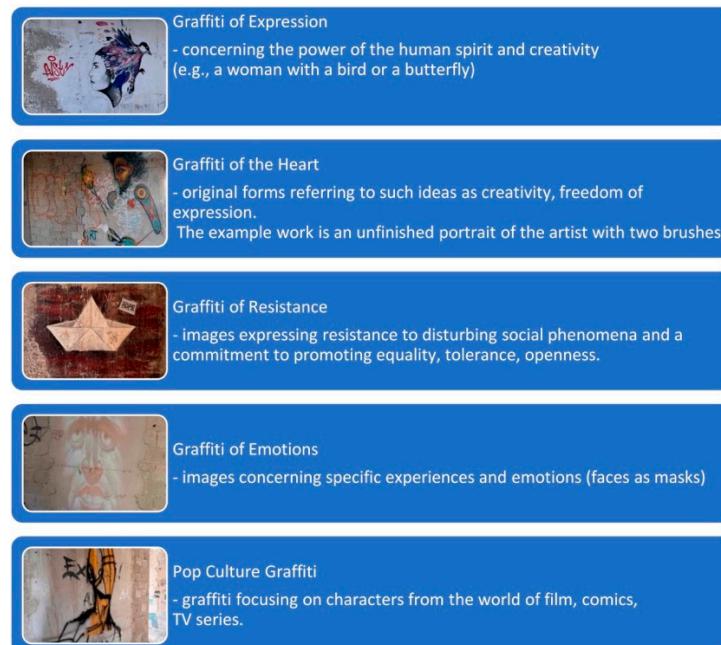 Graffiti of Expression
- concerning the power of the human spirit and creativity
(e.g., a woman with a bird or a butterfly)
Graffiti of the Heart
- original forms referring to such ideas as creativity, freedom of
expression.
The example work is an unfinished portrait of the artist with two brushes
Graffiti of Resistance
- images expressing resistance to disturbing social phenomena and a
commitment to promoting equality, tolerance, openness.
Graffiti of Emotions
- images concerning specific experiences and emotions (faces as masks)
Pop Culture Graffiti
- graffiti focusing on characters from the world of film, comics,
TV series.